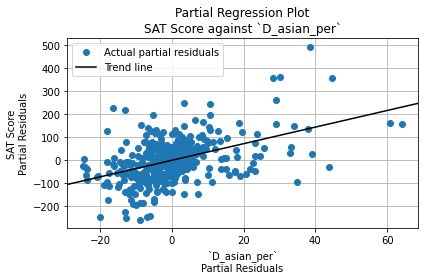 Partial Regression Plot
SAT Score against `D_asian_per`
Actual partial residuals
Trend line
500
400
300
200
100
0
−100
−200
SAT Score
Partial Residuals
−20
0
20
40
60
`D_asian_per`
Partial Residuals